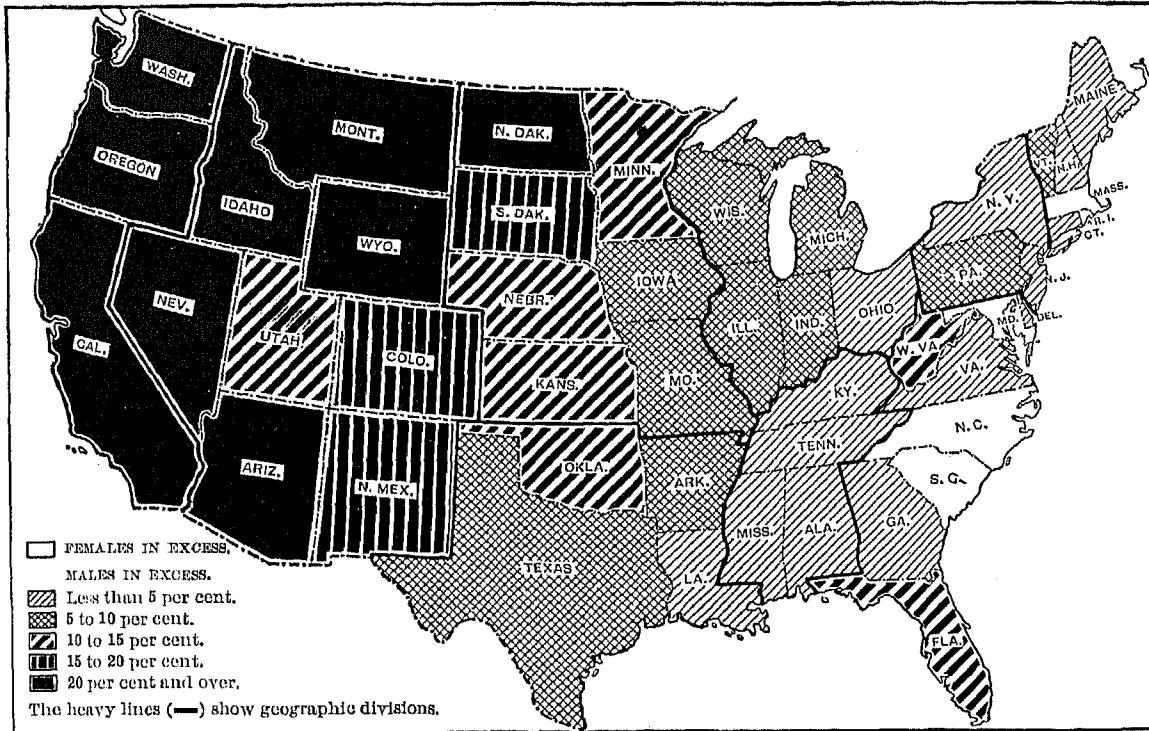 WASH.
OREGON
CAL.
NEV.
IDAHO
MONT.
WYO.
UTAH
ARIZ.
COLO.
N. MEX.
N. DAK.
S. DAK.
NEBR.
KANS.
OKLA.
TEXAS
MINN.
IOWA
MO.
ARK.
LA.
WIS.
ILL.
MICH.
IND.
OHIO
KY.
TENN.
MISS.
ALA.
GA.
FLA.
S. C.
N. C.
VA.
W. VA.
MD.
DEL.
PA.
N. J.
N. Y.
CT.
R. I.
MASS.
VT.
N. H.
MAINE
FEMALES IN EXCESS.
MALES IN EXCESS.
Less than 5 per cent.
5 to 10 per cent.
10 to 15 per cent.
15 to 20 per cent.
20 per cent and over.
The heavy lines (━) show geographic divisions.